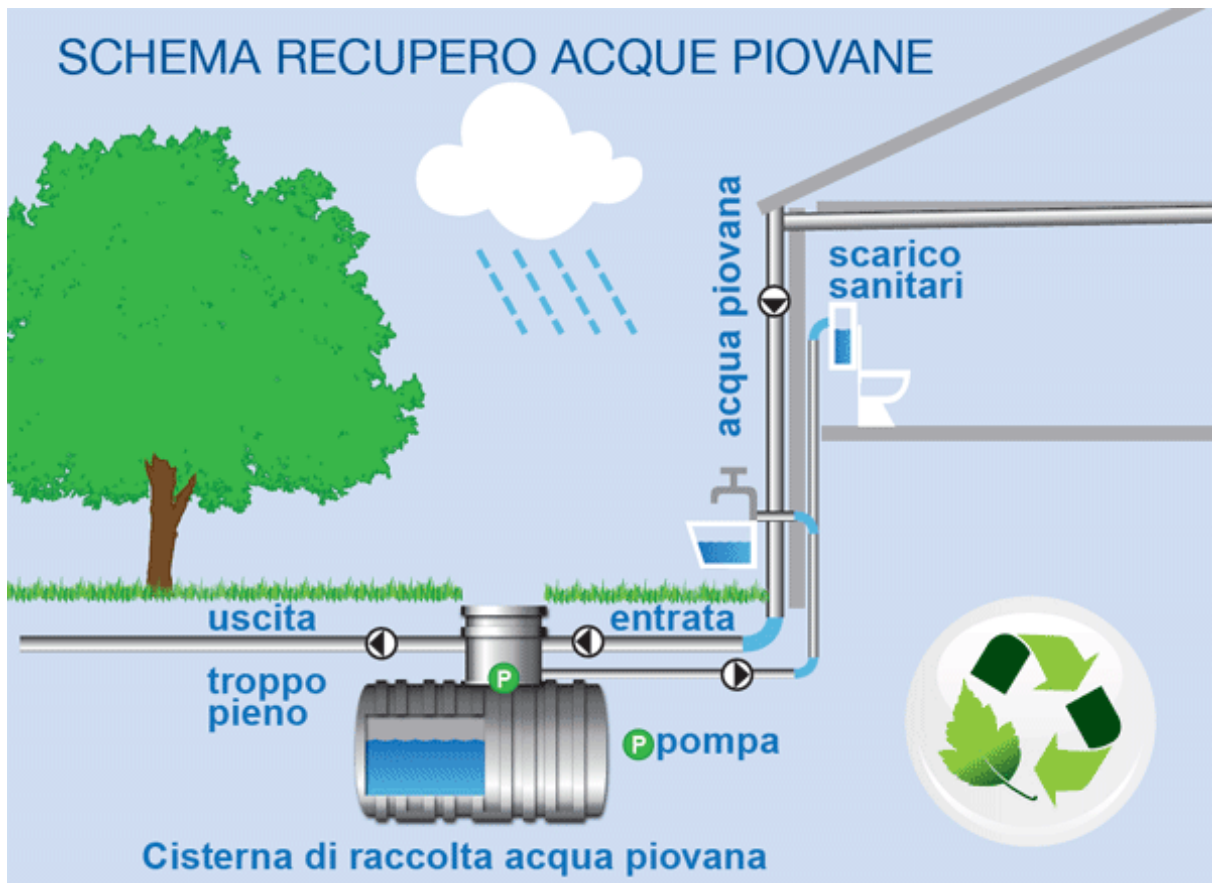 SCHEMA RECUPERO ACQUE PIOVANE
acqua piovana
scarico
sanitari
uscita
entrata
troppo
pieno
P
P pompa
Cisterna di raccolta acqua piovana